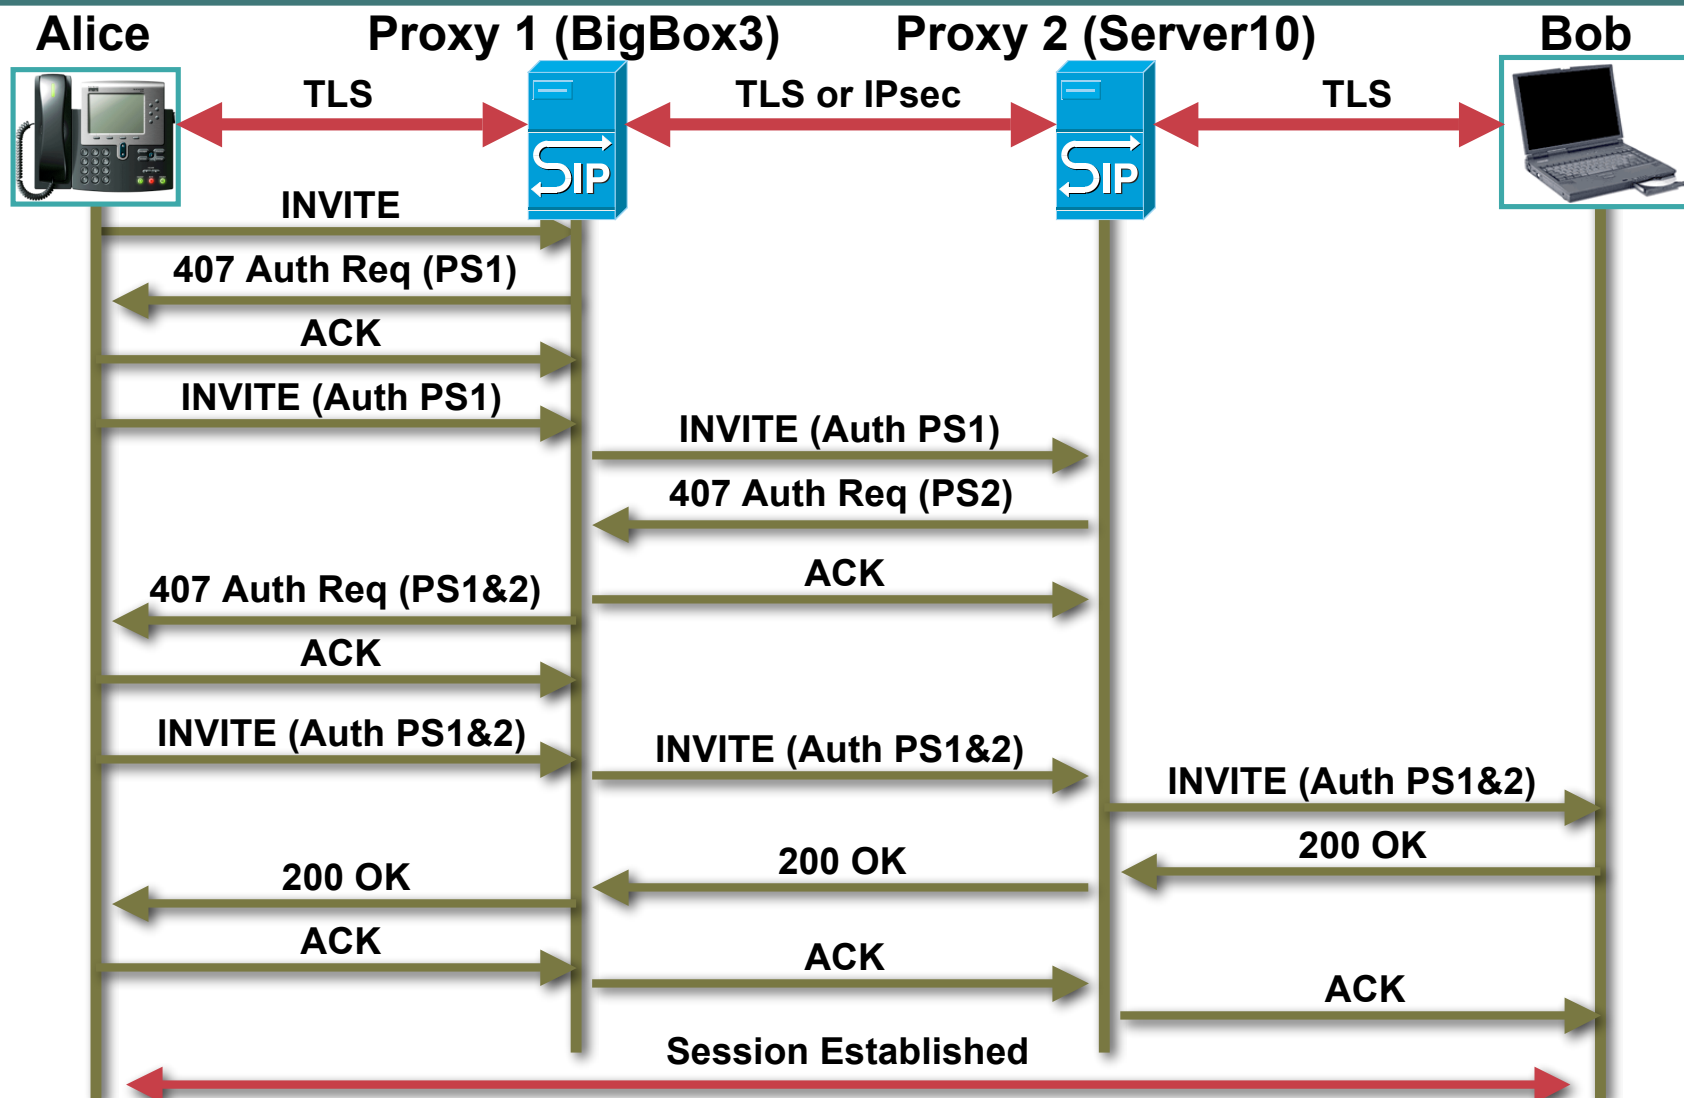 Alice
Proxy 1 (BigBox3)
Proxy 2 (Server10)
Bob
TLS
TLS or IPsec
TLS
SIP
SIP
INVITE
407 Auth Req (PS1)
ACK
INVITE (Auth PS1)
INVITE (Auth PS1)
407 Auth Req (PS2)
ACK
407 Auth Req (PS1&2)
ACK
INVITE (Auth PS1&2)
INVITE (Auth PS1&2)
INVITE (Auth PS1&2)
200 OK
200 OK
200 OK
ACK
ACK
ACK
Session Established